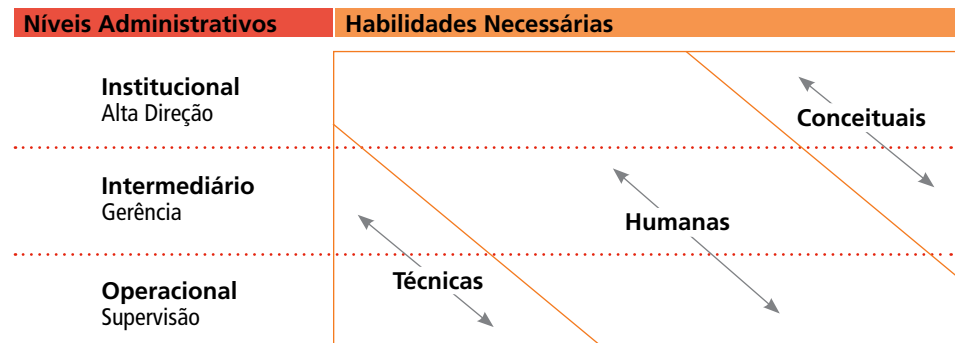 Níveis Administrativos
Habilidades Necessárias
Institucional
Alta Direção
Conceituais
Intermediário
Gerência
Humanas
Técnicas
Operacional
Supervisão